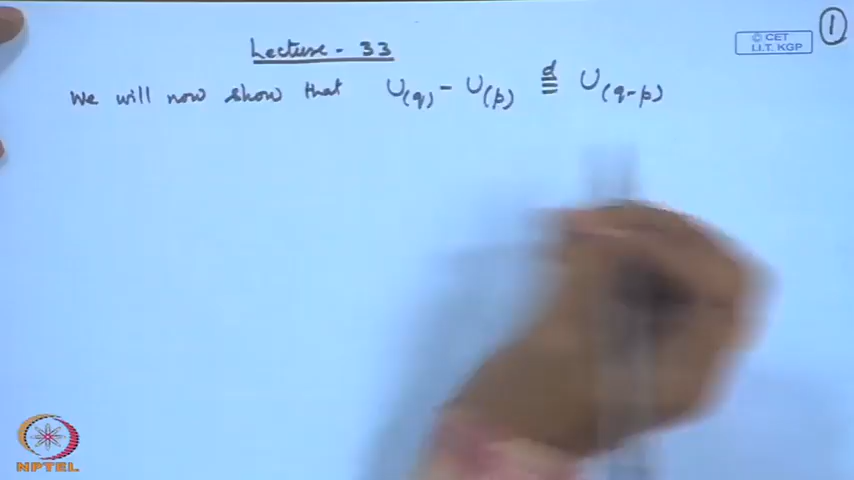 Lecture - 33
We will now show that U(q) - U(p) d≡ U(q-p)
© CET
I.I.T. KGP
1
NPTEL